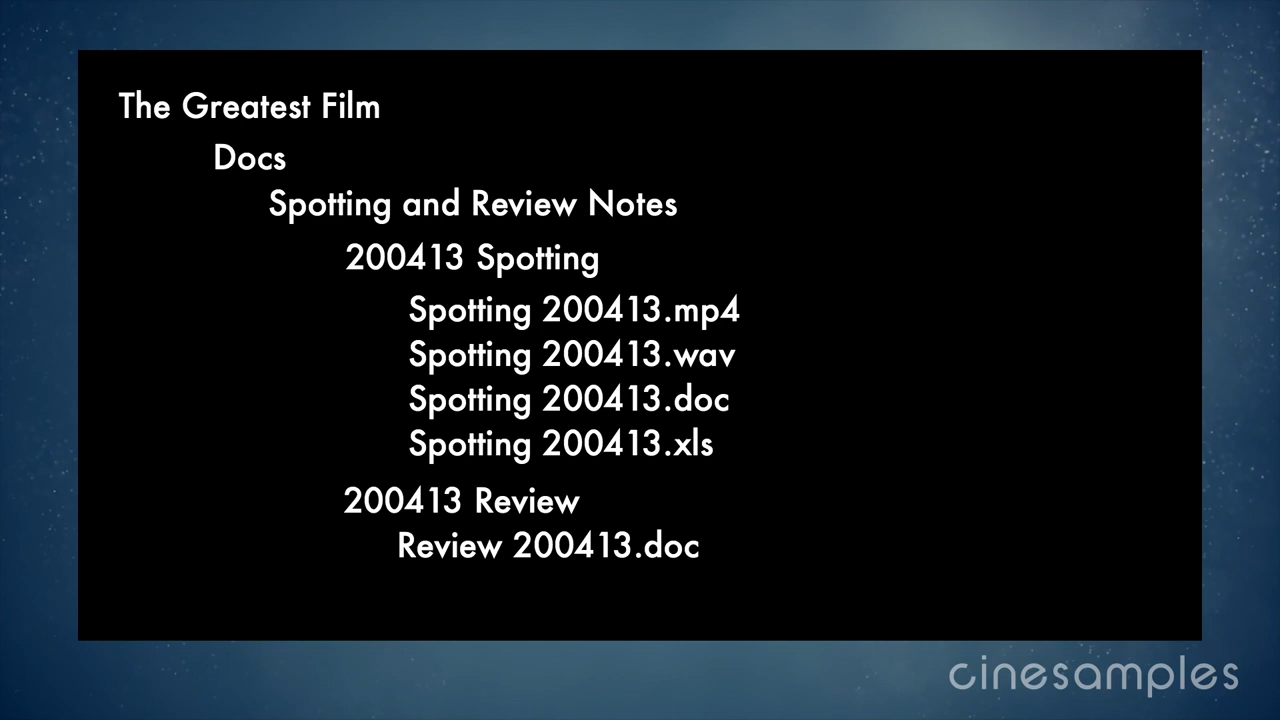 The Greatest Film
Docs
Spotting and Review Notes
200413 Spotting
Spotting 200413.mp4
Spotting 200413.wav
Spotting 200413.doc
Spotting 200413.xls
200413 Review
Review 200413.doc
cinesamples